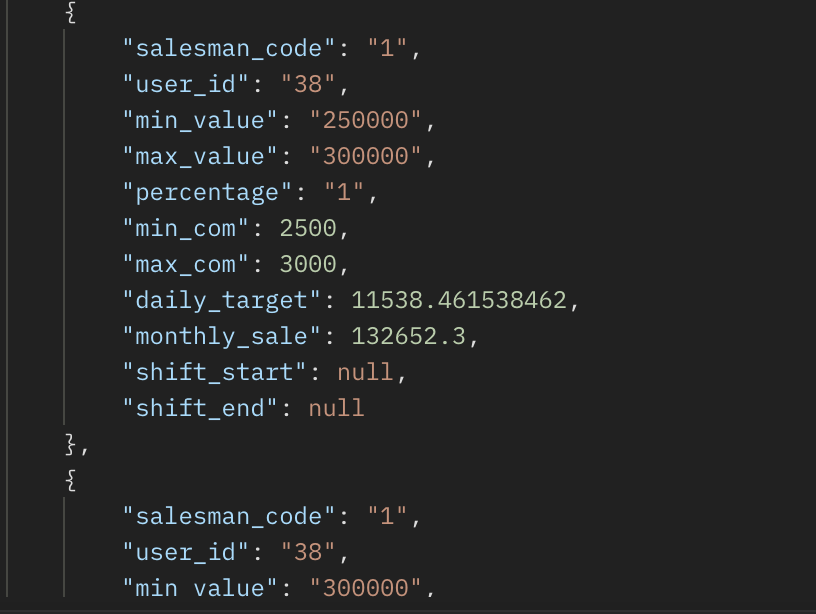 {
"salesman_code": "1",
"user_id": "38",
"min_value": "250000",
"max_value": "300000",
"percentage": "1",
"min_com": 2500,
"max_com": 3000,
"daily_target": 11538.461538462,
"monthly_sale": 132652.3,
"shift_start": null,
"shift_end": null
},
{
"salesman_code": "1",
"user_id": "38",
"min_value": "300000",